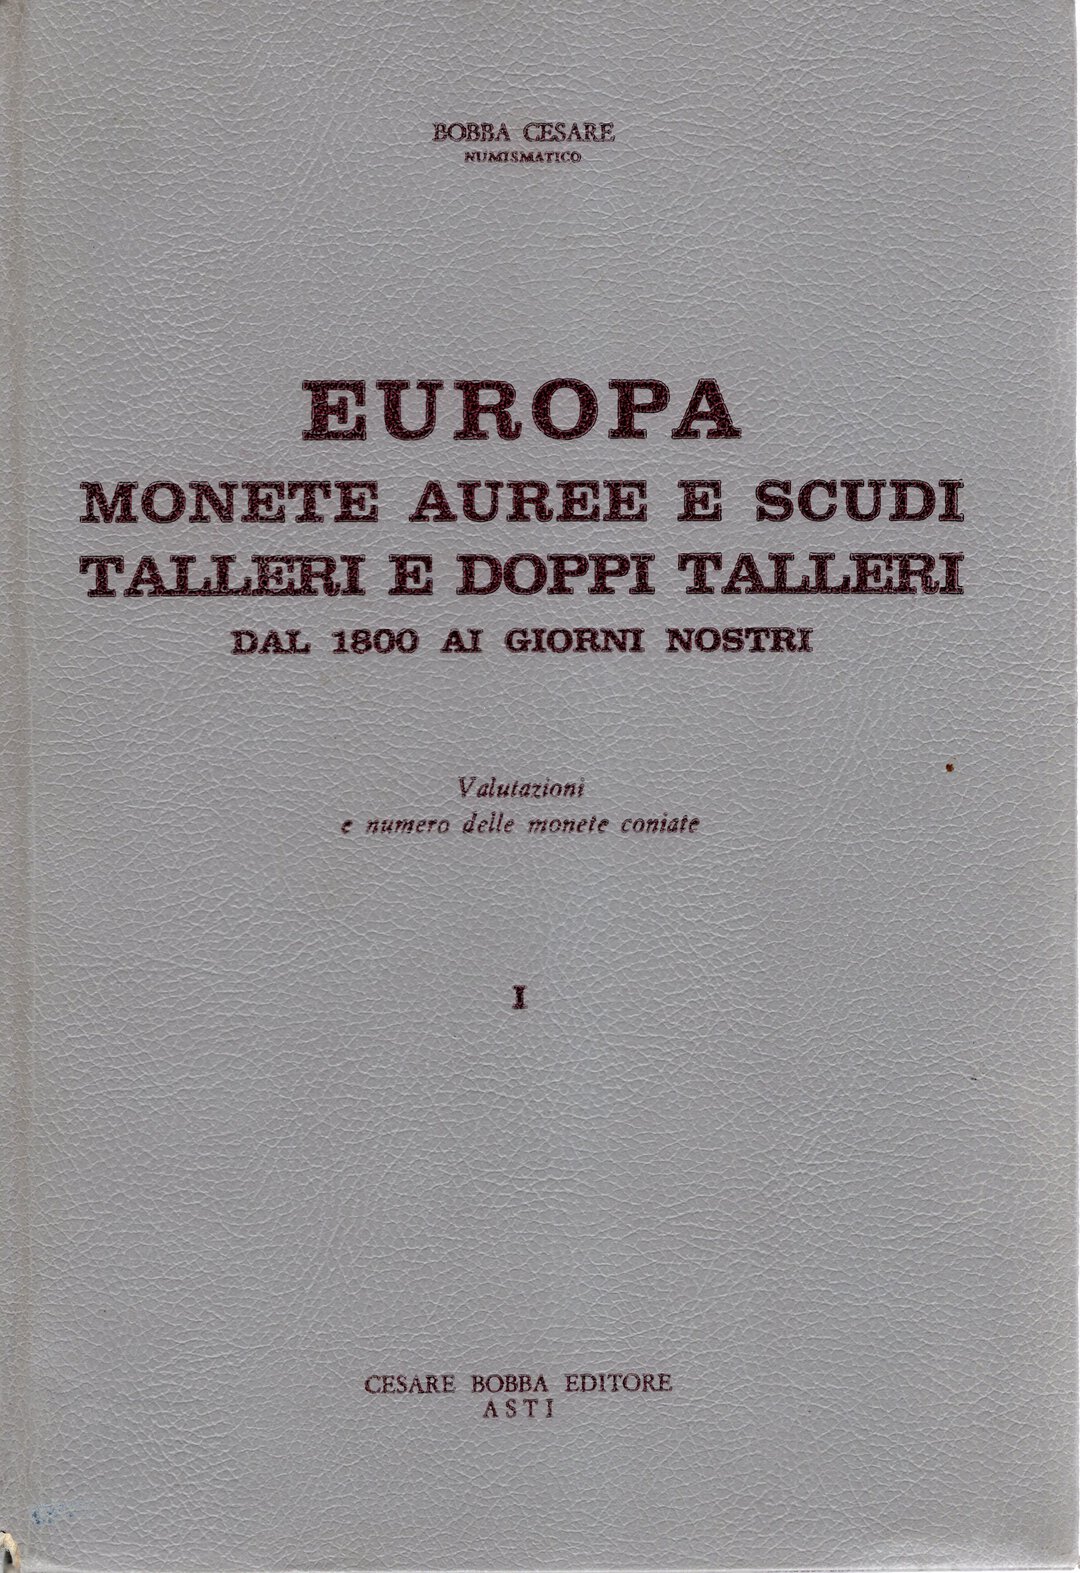 BOBBA CESARE
NUMISMATICO
EUROPA
MONETE AUREE E SCUDI
TALLERI E DOPPI TALLERI
DAL 1800 AI GIORNI NOSTRI
Valutazioni
e numero delle monete coniate
I
CESARE BOBBA EDITORE
ASTI